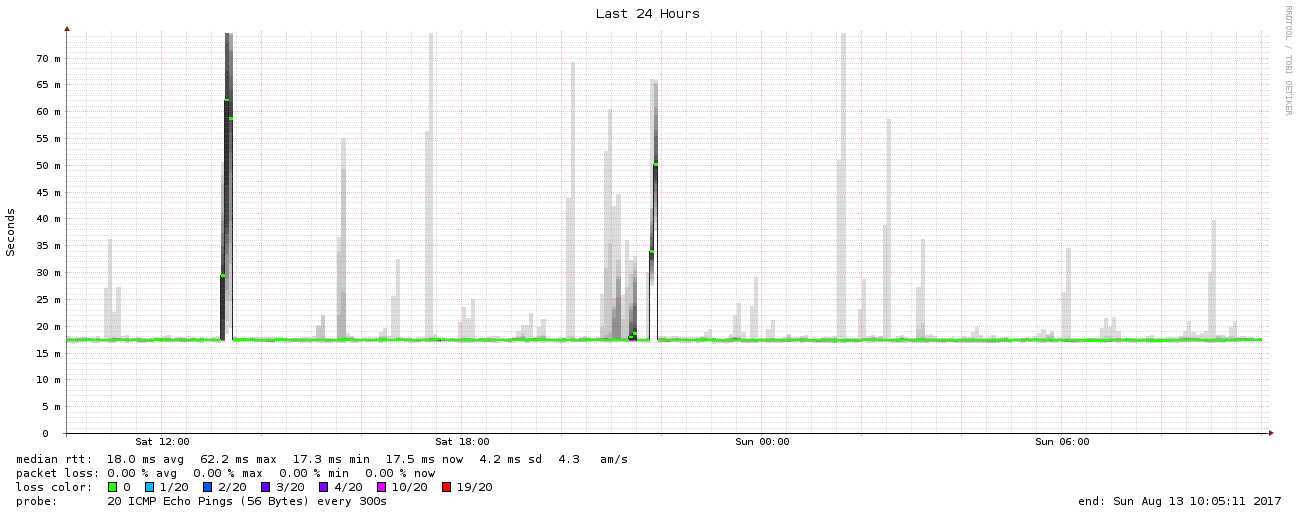 Last 24 Hours
RRDTOOL / TOBI OETIKER
Seconds
70 m
65 m
60 m
55 m
50 m
45 m
40 m
35 m
30 m
25 m
20 m
15 m
10 m
5 m
0
Sat 12:00 Sat 18:00 Sun 00:00 Sun 06:00
median rtt: 18.0 ms avg 62.2 ms max 17.3 ms min 17.5 ms now 4.2 ms sd 4.3 am/s
packet loss: 0.00 % avg 0.00 % max 0.00 % min 0.00 % now
loss color: 0 1/20 2/20 3/20 4/20 10/20 19/20
probe: 20 ICMP Echo Pings (56 Bytes) every 300s end: Sun Aug 13 10:05:11 2017